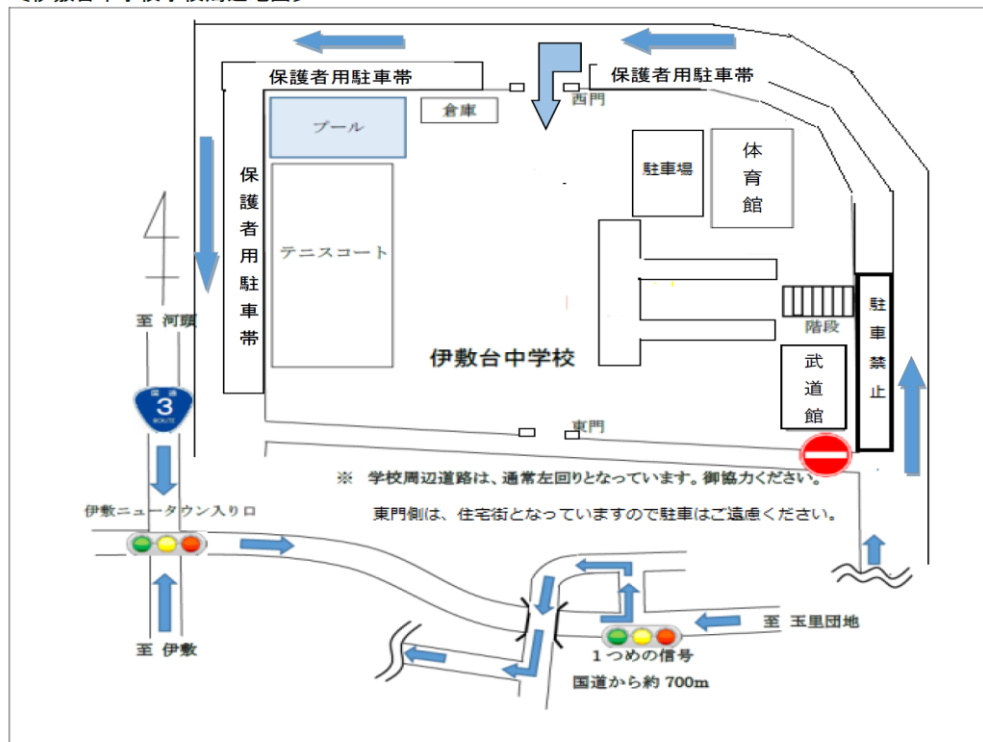 保護者用駐車帯
保護者用駐車帯
西門
倉庫
プール
駐車場
体育館
保護者用駐車帯
テニスコート
至 河頭
階段
駐車禁止
伊敷台中学校
武道館
国道
3
ROUTE
東門
※ 学校周辺道路は、通常左回りとなっています。御協力ください。
東門側は、住宅街となっていますので駐車はご遠慮ください。
伊敷ニュータウン入り口
至 玉里団地
至 伊敷
1つめの信号
国道から約 700m